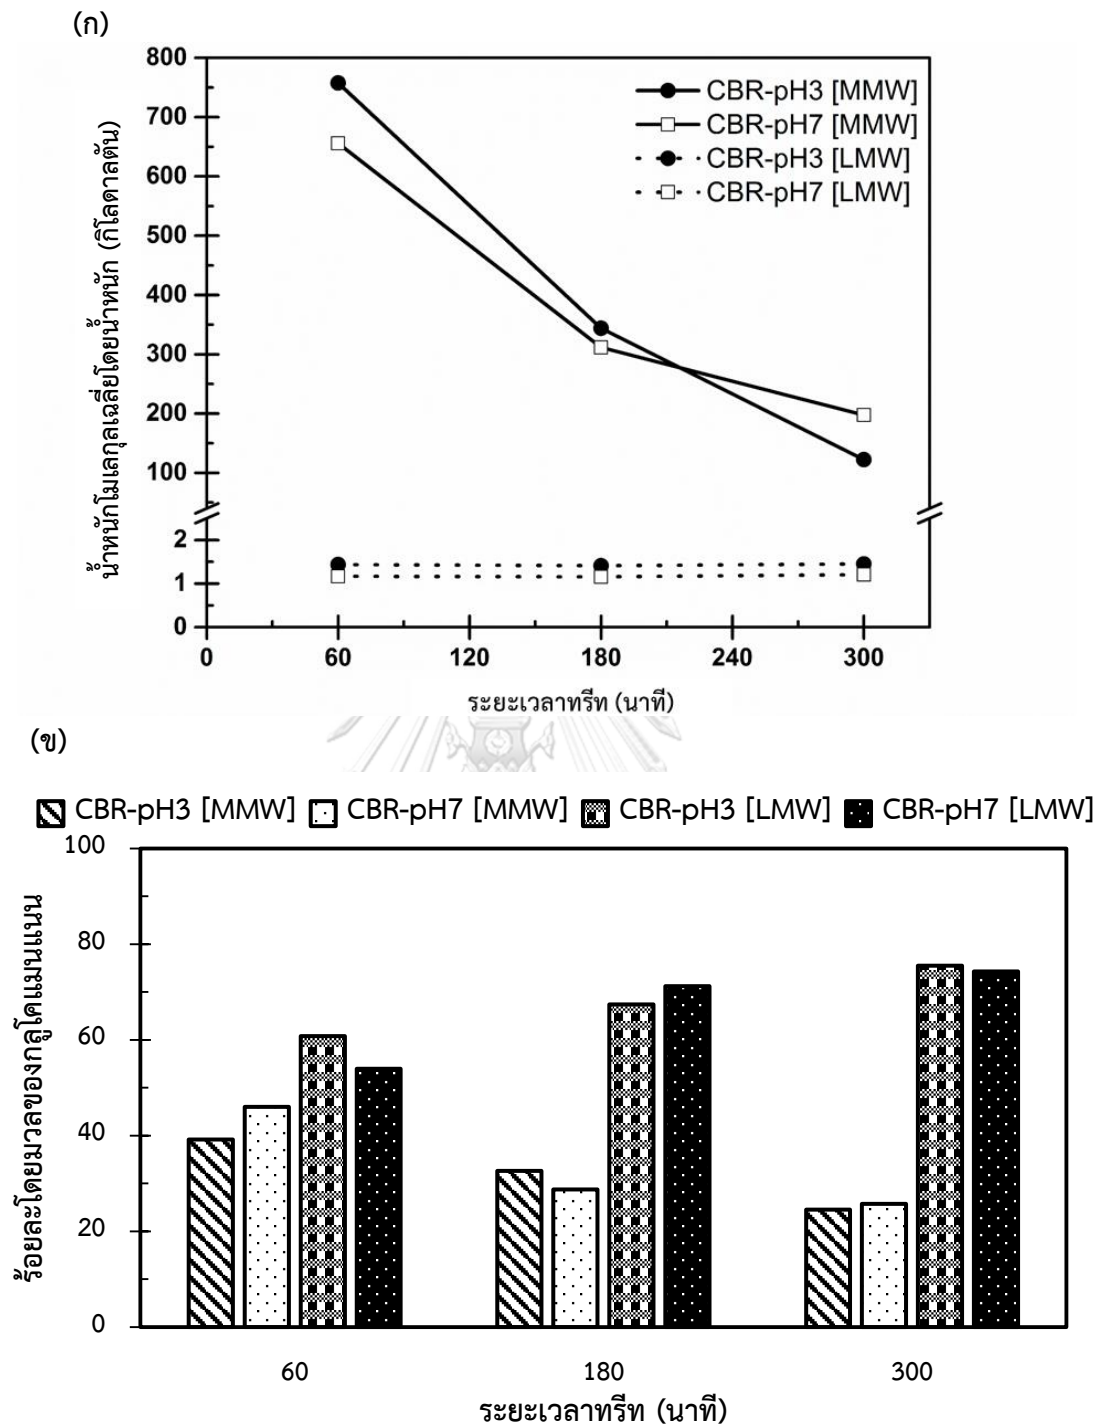 (ก)
800
700
600
500
400
300
200
100
2
1
0
น้ำหนักโมเลกุลเฉลี่ยโดยน้ำหนัก (กิโลดาลตัน)
CBR-pH3 [MMW]
CBR-pH7 [MMW]
CBR-pH3 [LMW]
CBR-pH7 [LMW]
0 60 120 180 240 300
ระยะเวลาทรีท (นาที)
(ข)
CBR-pH3 [MMW] CBR-pH7 [MMW] CBR-pH3 [LMW] CBR-pH7 [LMW]
100
80
60
40
20
0
ร้อยละโดยมวลของกลูโคแมนแนน
60 180 300
ระยะเวลาทรีท (นาที)